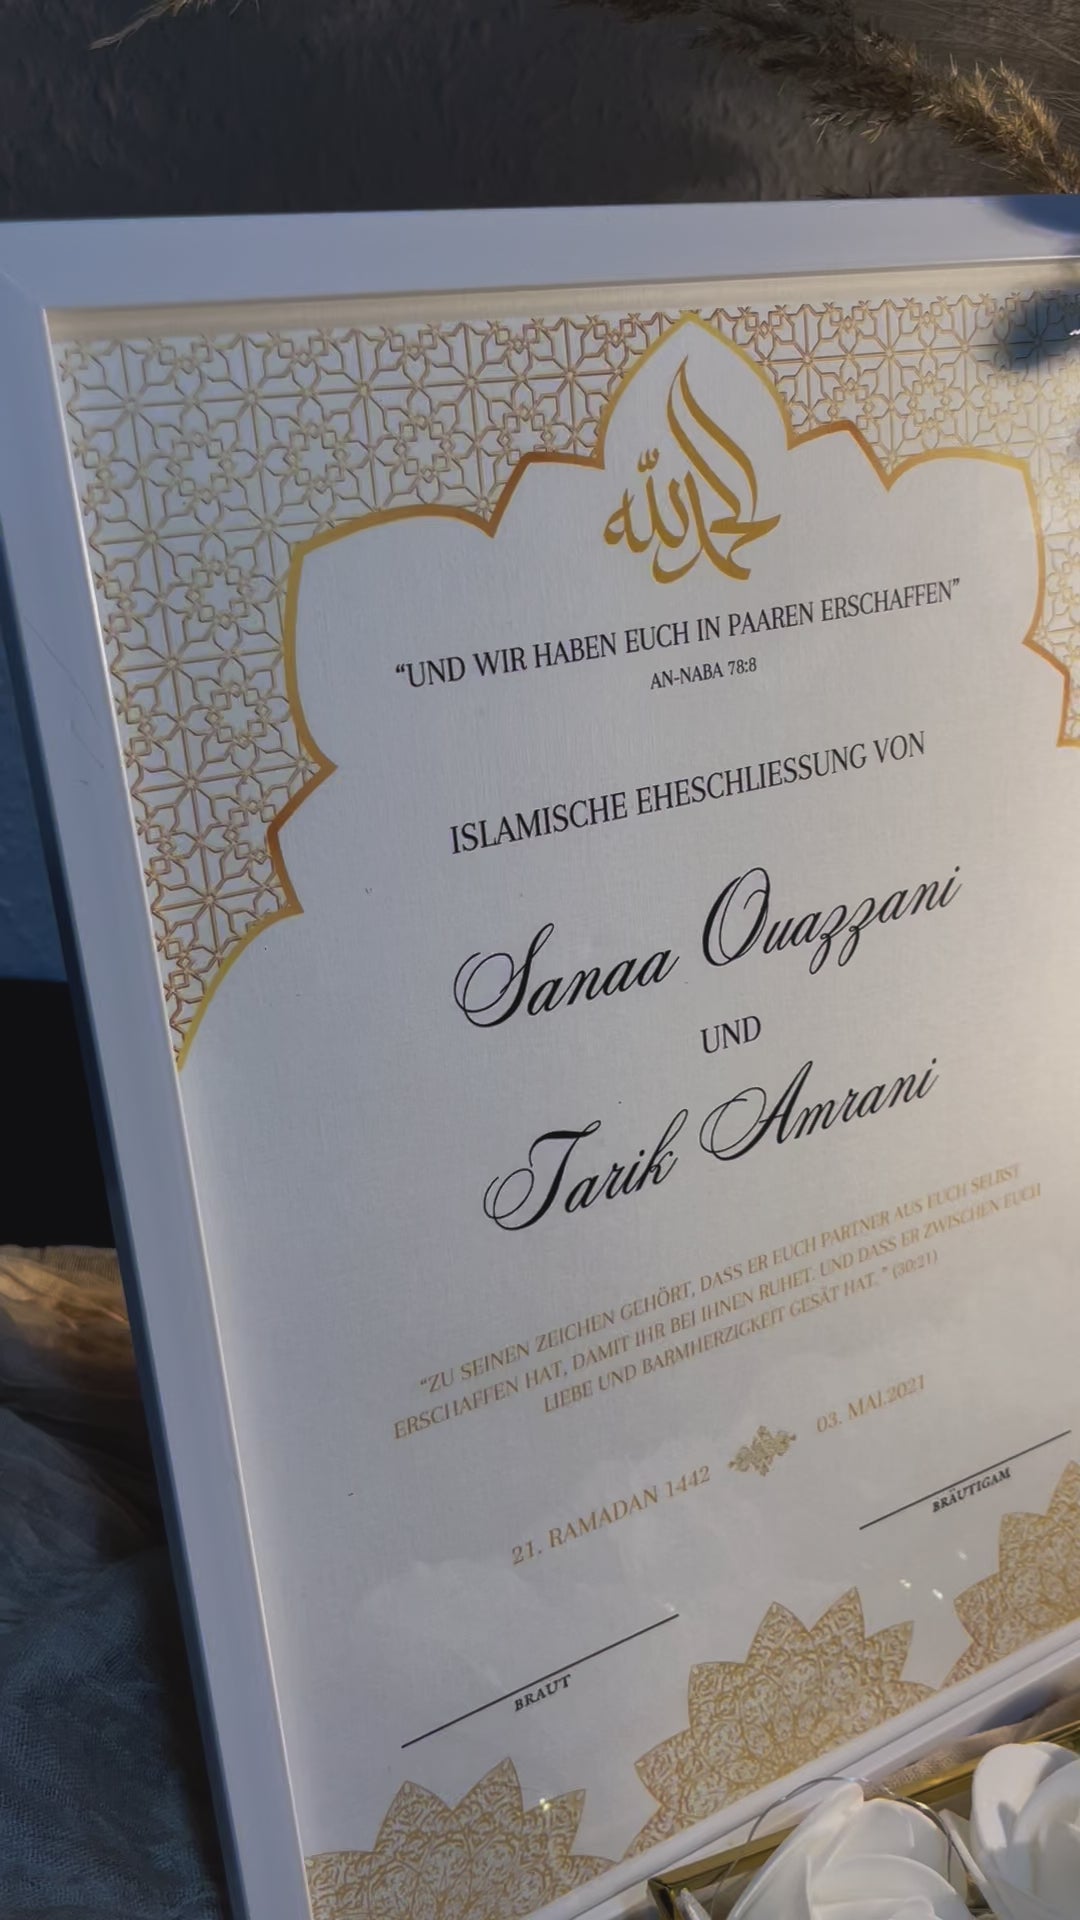 الحمد لله
“UND WIR HABEN EUCH IN PAAREN ERSCHAFFEN”
AN-NABA 78:8
ISLAMISCHE EHESCHLIESSUNG VON
Sanaa Ouazzani
UND
Tarik Amrani
“ZU SEINEN ZEICHEN GEHÖRT, DASS ER EUCH PARTNER AUS EUCH SELBST
ERSCHAFFEN HAT, DAMIT IHR BEI IHNEN RUHET. UND DASS ER ZWISCHEN EUCH
LIEBE UND BARMHERZIGKEIT GESÄT HAT.” (30:21)
21. RAMADAN 1442 03. MAI.2021
BRAUT BRÄUTIGAM